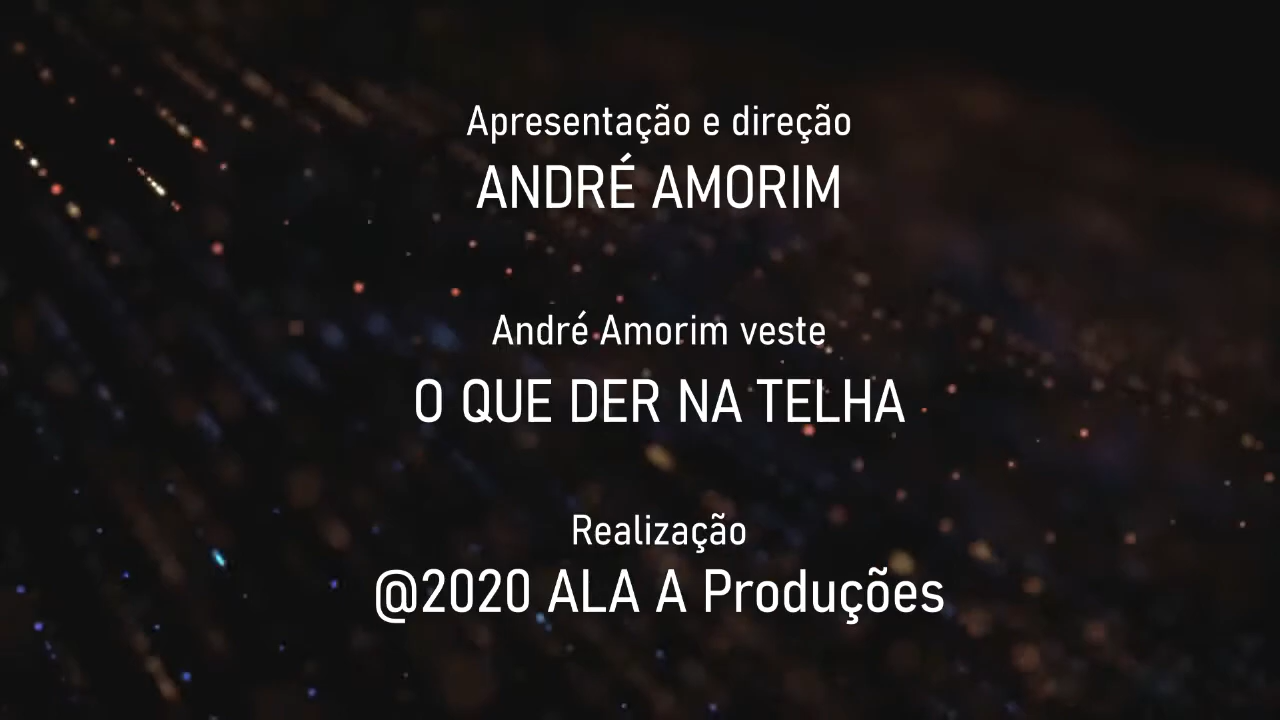 Apresentação e direção
ANDRÉ AMORIM
André Amorim veste
O QUE DER NA TELHA
Realização
@2020 ALA A Produções